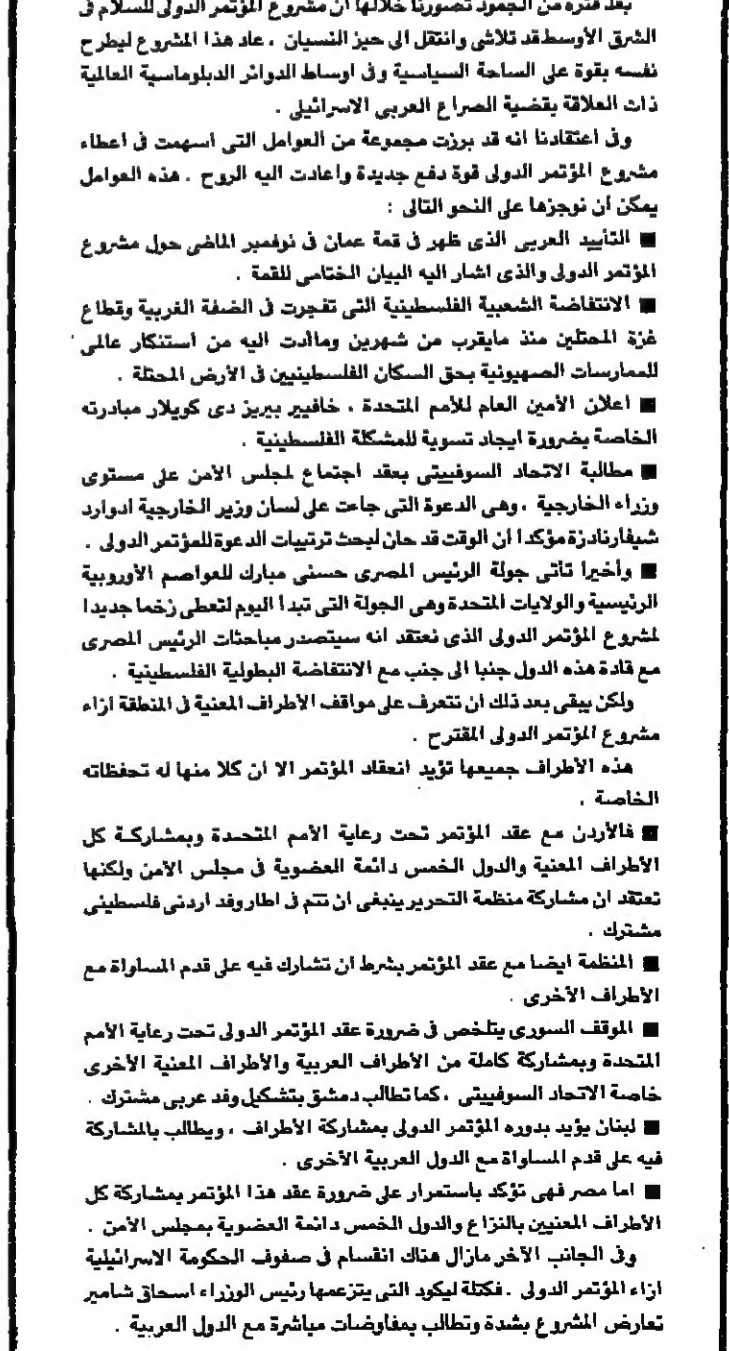 بعد فترة من الجمود تصورنا خلالها ان مشروع المؤتمر الدولى للسلام فى
الشرق الأوسط قد تلاشى وانتقل الى حيز النسيان ، عاد هذا المشروع ليطرح
نفسه بقوة على الساحة السياسية وفى اوساط الدوائر الدبلوماسية العالمية
ذات العلاقة بقضية الصراع العربى الاسرائيلى .
وفى اعتقادنا انه قد برزت مجموعة من العوامل التى اسهمت فى اعطاء
مشروع المؤتمر الدولى قوة دفع جديدة واعادت اليه الروح . هذه العوامل
يمكن ان نوجزها على النحو التالى :
■ التأييد العربى الذى ظهر فى قمة عمان فى نوفمبر الماضى حول مشروع
المؤتمر الدولى والذى اشار اليه البيان الختامى للقمة .
■ الانتفاضة الشعبية الفلسطينية التى تفجرت فى الضفة الغربية وقطاع
غزة المحتلين منذ مايقرب من شهرين وماأدت اليه من استنكار عالمى
للممارسات الصهيونية بحق السكان الفلسطينيين فى الأرض المحتلة .
■ اعلان الأمين العام للأمم المتحدة ، خافيير بيريز دى كويلار مبادرته
الخاصة بضرورة ايجاد تسوية للمشكلة الفلسطينية .
■ مطالبة الاتحاد السوفييتى بعقد اجتماع لمجلس الأمن على مستوى
وزراء الخارجية ، وهى الدعوة التى جاءت على لسان وزير الخارجية ادوارد
شيفارنادزة مؤكدا ان الوقت قد حان لبحث ترتيبات الدعوة للمؤتمر الدولى .
■ وأخيرا تأتى جولة الرئيس المصرى حسنى مبارك للعواصم الأوروبية
الرئيسية والولايات المتحدة وهى الجولة التى تبدأ اليوم لتعطى زخما جديدا
لمشروع المؤتمر الدولى الذى نعتقد انه سيتصدر مباحثات الرئيس المصرى
مع قادة هذه الدول جنبا الى جنب مع الانتفاضة البطولية الفلسطينية .
ولكن يبقى بعد ذلك ان نتعرف على مواقف الأطراف المعنية فى المنطقة ازاء
مشروع المؤتمر الدولى المقترح .
هذه الأطراف جميعها تؤيد انعقاد المؤتمر الا ان كلا منها له تحفظاته
الخاصة .
■ فالأردن مع عقد المؤتمر تحت رعاية الأمم المتحدة وبمشاركة كل
الأطراف المعنية والدول الخمس دائمة العضوية فى مجلس الأمن ولكنها
تعتقد ان مشاركة منظمة التحرير ينبغى ان تتم فى اطار وفد اردنى فلسطينى
مشترك .
■ المنظمة ايضا مع عقد المؤتمر بشرط ان تشارك فيه على قدم المساواة مع
الأطراف الأخرى .
■ الموقف السورى يتلخص فى ضرورة عقد المؤتمر الدولى تحت رعاية الأمم
المتحدة وبمشاركة كاملة من الأطراف العربية والأطراف المعنية الأخرى
خاصة الاتحاد السوفييتى ، كما تطالب دمشق بتشكيل وفد عربى مشترك .
■ لبنان يؤيد بدوره المؤتمر الدولى بمشاركة الأطراف ، ويطالب بالمشاركة
فيه على قدم المساواة مع الدول العربية الأخرى .
■ اما مصر فهى تؤكد باستمرار على ضرورة عقد هذا المؤتمر بمشاركة كل
الأطراف المعنيين بالنزاع والدول الخمس دائمة العضوية بمجلس الأمن .
وفى الجانب الآخر مازال هناك انقسام فى صفوف الحكومة الاسرائيلية
ازاء المؤتمر الدولى . فكتلة ليكود التى يتزعمها رئيس الوزراء اسحاق شامير
تعارض المشروع بشدة وتطالب بمفاوضات مباشرة مع الدول العربية .